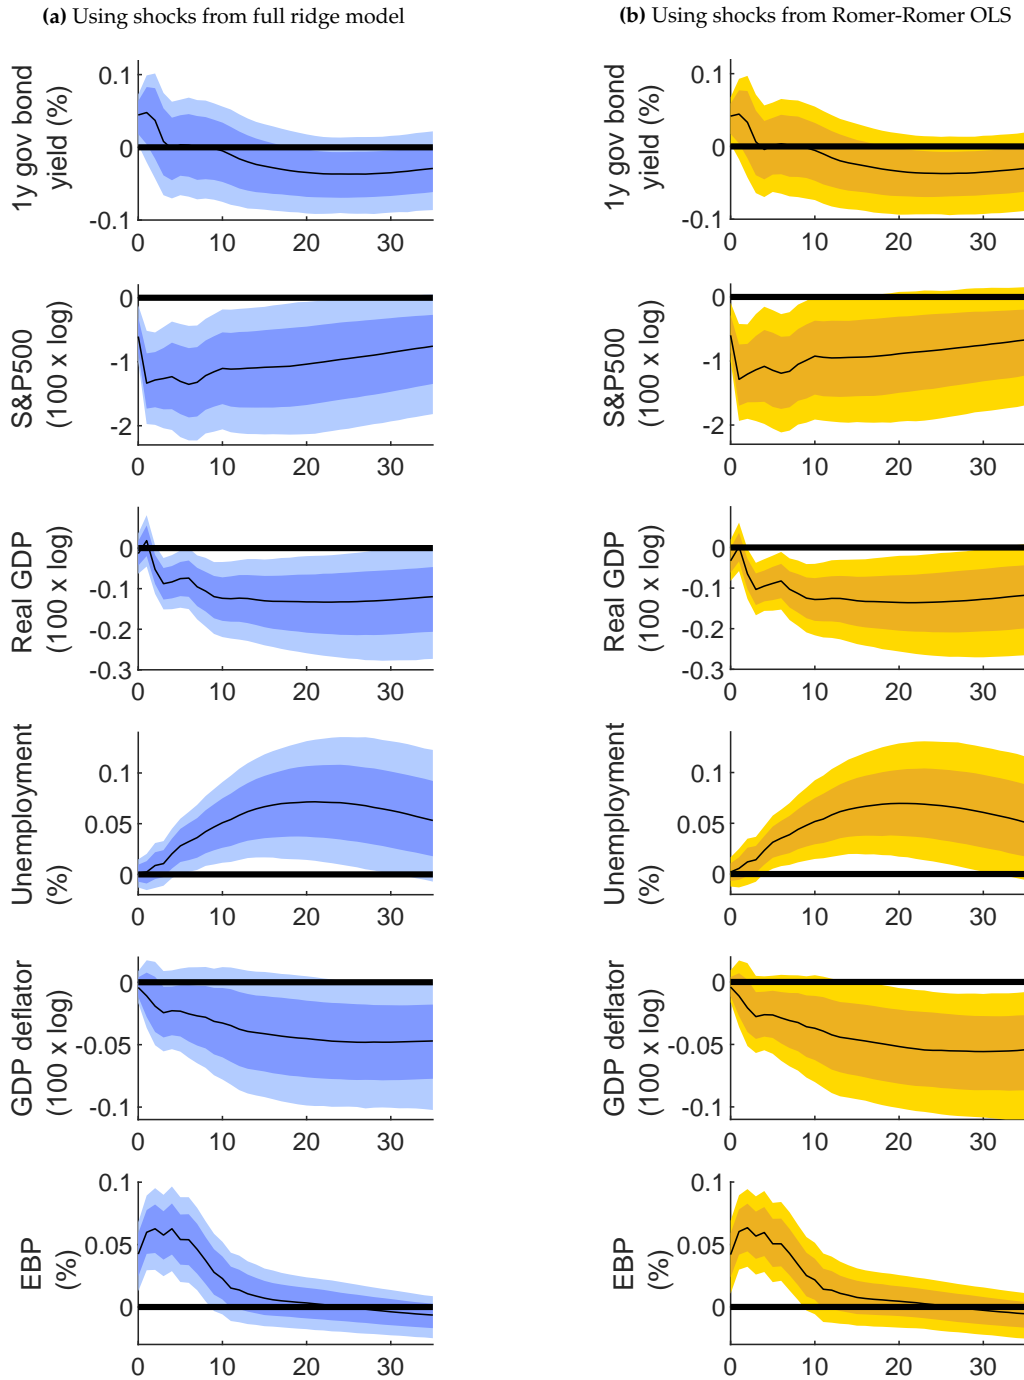 (a) Using shocks from full ridge model
1y gov bond
yield (%)
0.1
0
-0.1
0 10 20 30
S&P500
(100 x log)
0
-1
-2
0 10 20 30
Real GDP
(100 x log)
0
-0.1
-0.2
-0.3
0 10 20 30
Unemployment
(%)
0.1
0.05
0
0 10 20 30
GDP deflator
(100 x log)
0
-0.05
-0.1
0 10 20 30
EBP
(%)
0.1
0.05
0
0 10 20 30
(b) Using shocks from Romer-Romer OLS
1y gov bond
yield (%)
0.1
0
-0.1
0 10 20 30
S&P500
(100 x log)
0
-1
-2
0 10 20 30
Real GDP
(100 x log)
0
-0.1
-0.2
-0.3
0 10 20 30
Unemployment
(%)
0.1
0.05
0
0 10 20 30
GDP deflator
(100 x log)
0
-0.05
-0.1
0 10 20 30
EBP
(%)
0.1
0.05
0
0 10 20 30